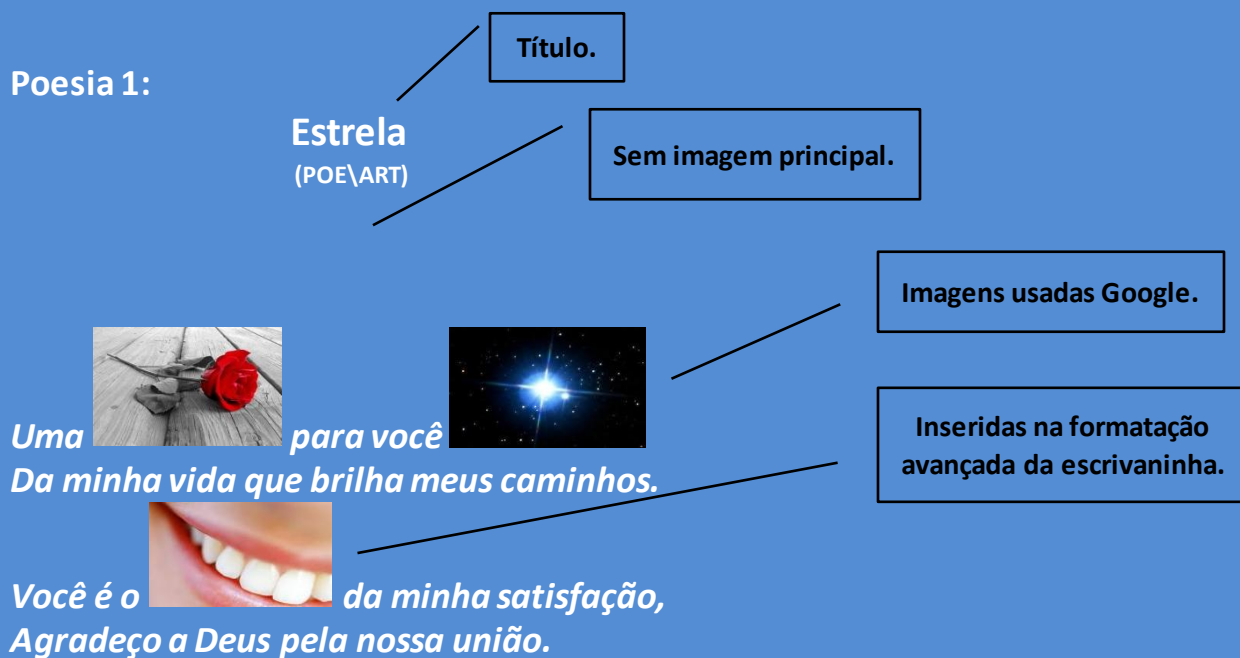 Título.
Poesia 1:
Estrela
(POE\ART)
Sem imagem principal.
Imagens usadas Google.
Inseridas na formatação
avançada da escrivaninha.
Uma para você
Da minha vida que brilha meus caminhos.
Você é o da minha satisfação,
Agradeço a Deus pela nossa união.